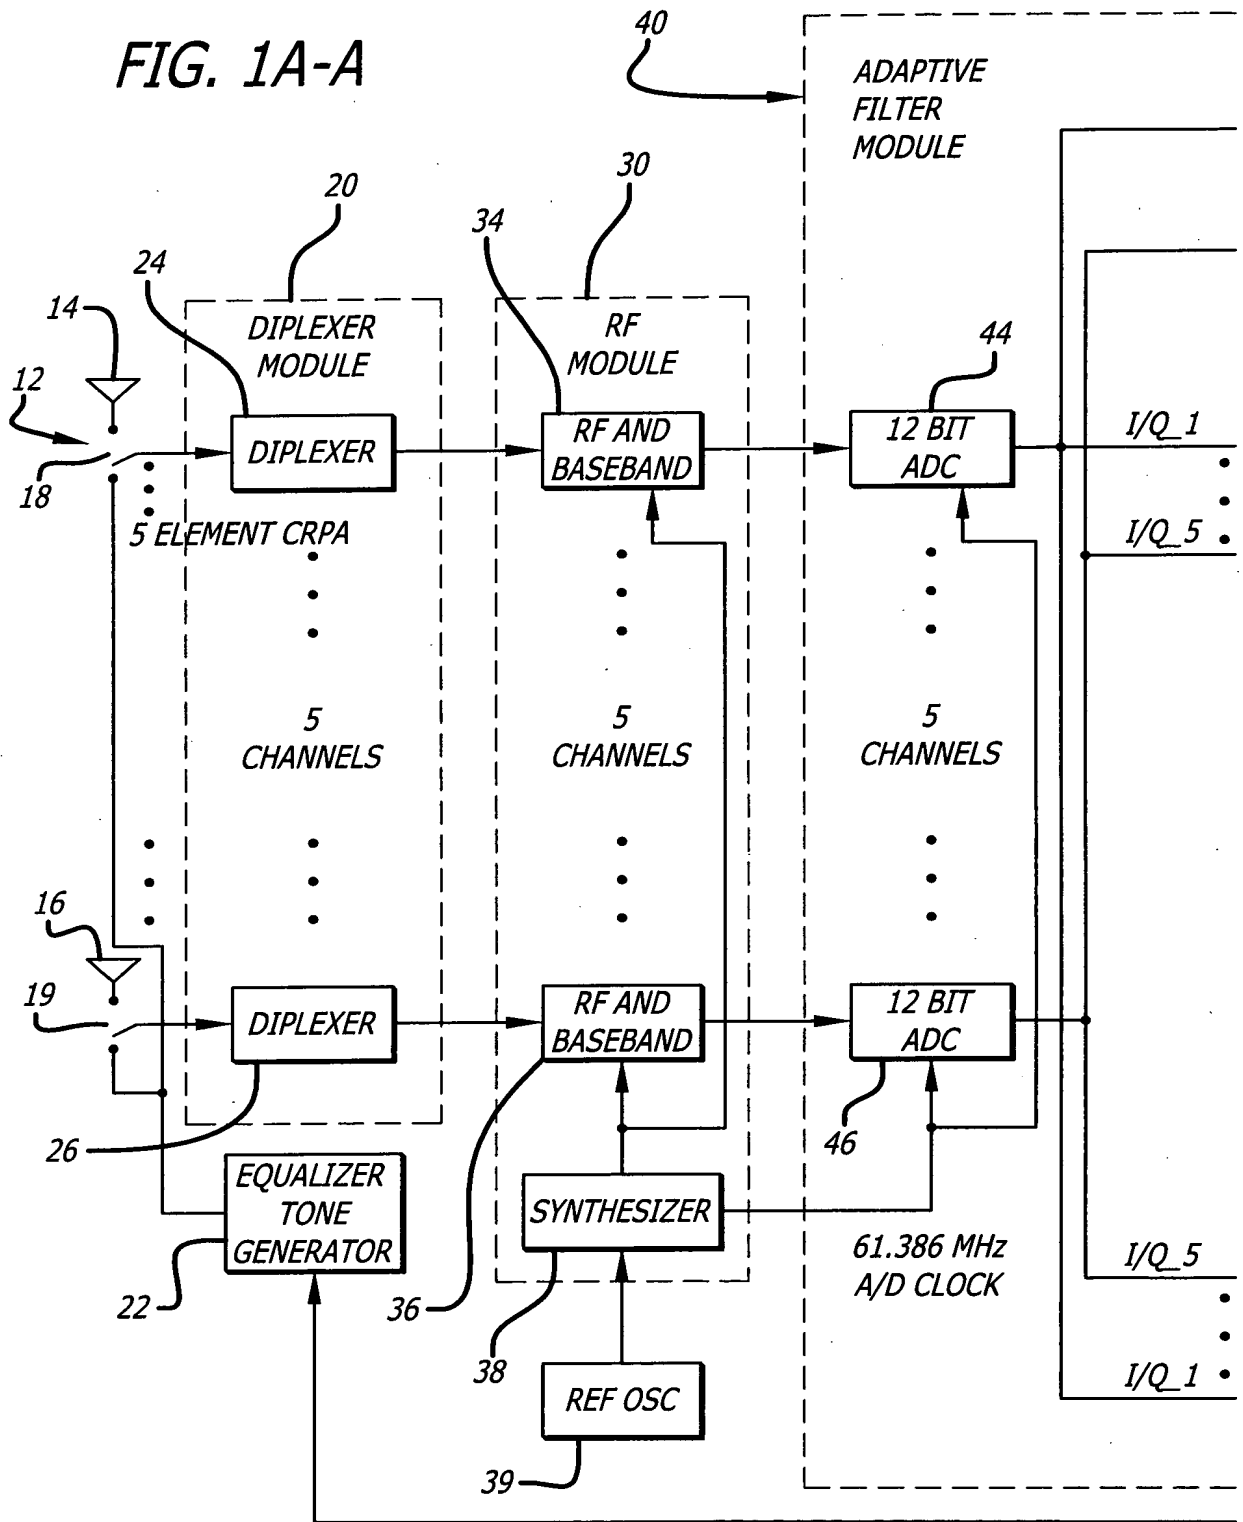 FIG. 1A-A
40
ADAPTIVE
FILTER
MODULE
20
30
34
24
14
DIPLEXER
MODULE
RF
MODULE
44
12
18
DIPLEXER
RF AND
BASEBAND
12 BIT
ADC
I/Q_1
5 ELEMENT CRPA
I/Q_5
5
CHANNELS
5
CHANNELS
5
CHANNELS
16
19
DIPLEXER
RF AND
BASEBAND
12 BIT
ADC
26
46
EQUALIZER
TONE
GENERATOR
SYNTHESIZER
61.386 MHz
A/D CLOCK
I/Q_5
22
36
38
I/Q_1
REF OSC
39